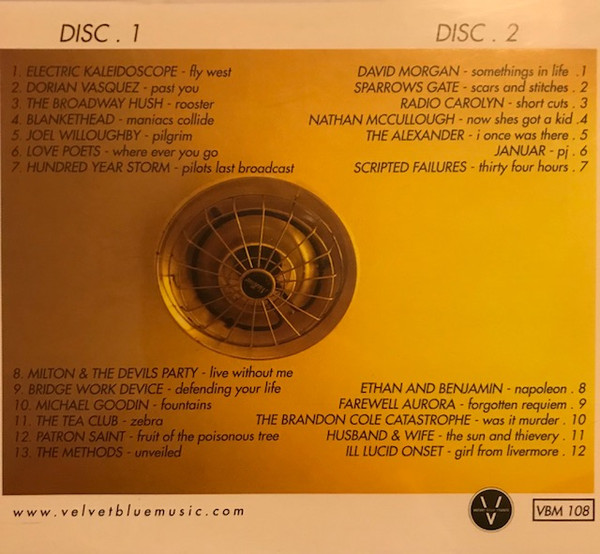 DISC . 1
1. ELECTRIC KALEIDOSCOPE - fly west
2. DORIAN VASQUEZ - past you
3. THE BROADWAY HUSH - rooster
4. BLANKETHEAD - maniacs collide
5. JOEL WILLOUGHBY - pilgrim
6. LOVE POETS - where ever you go
7. HUNDRED YEAR STORM - pilots last broadcast
8. MILTON & THE DEVILS PARTY - live without me
9. BRIDGE WORK DEVICE - defending your life
10. MICHAEL GOODIN - fountains
11. THE TEA CLUB - zebra
12. PATRON SAINT - fruit of the poisonous tree
13. THE METHODS - unveiled
DISC . 2
DAVID MORGAN - somethings in life .1
SPARROWS GATE - scars and stitches . 2
RADIO CAROLYN - short cuts . 3
NATHAN MCCULLOUGH - now shes got a kid .4
THE ALEXANDER - i once was there . 5
JANUAR - pj . 6
SCRIPTED FAILURES - thirty four hours . 7
ETHAN AND BENJAMIN - napoleon . 8
FAREWELL AURORA - forgotten requiem . 9
THE BRANDON COLE CATASTROPHE - was it murder . 10
HUSBAND & WIFE - the sun and thievery . 11
ILL LUCID ONSET - girl from livermore . 12
www.velvetbluemusic.com
V
VBM 108